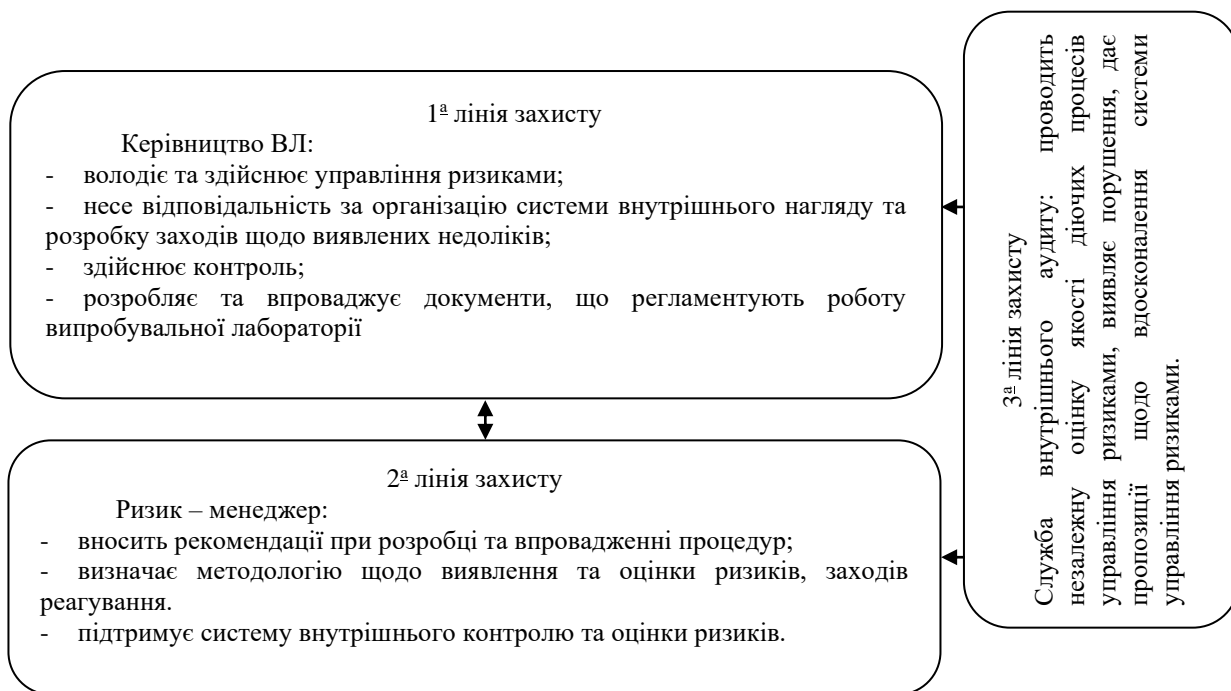 1ª лінія захисту
Керівництво ВЛ:
- володіє та здійснює управління ризиками;
- несе відповідальність за організацію системи внутрішнього нагляду та
розробку заходів щодо виявлених недоліків;
- здійснює контроль;
- розробляє та впроваджує документи, що регламентують роботу
випробувальної лабораторії
2ª лінія захисту
Ризик – менеджер:
- вносить рекомендації при розробці та впровадженні процедур;
- визначає методологію щодо виявлення та оцінки ризиків, заходів
реагування.
- підтримує систему внутрішнього контролю та оцінки ризиків.
3ª лінія захисту
Служба внутрішнього аудиту: проводить
незалежну оцінку якості діючих процесів
управління ризиками, виявляє порушення, дає
пропозиції щодо вдосконалення системи
управління ризиками.